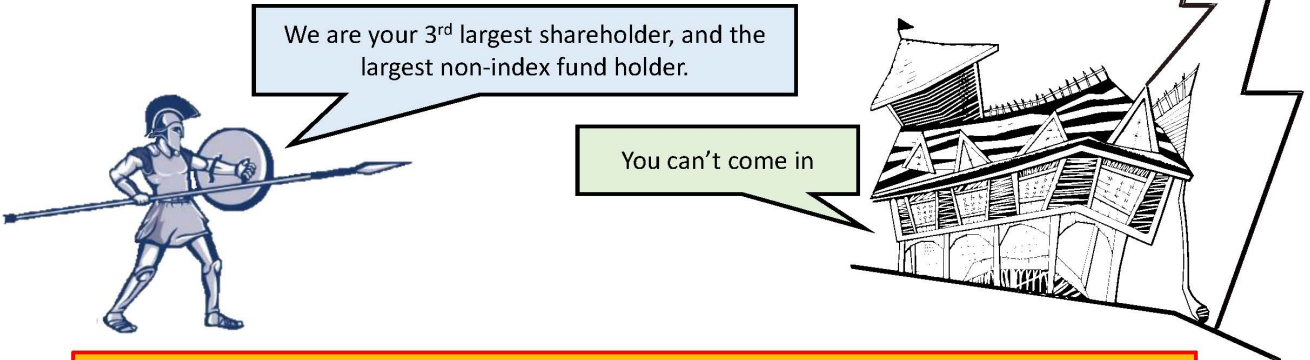 We are your 3rd largest shareholder, and the
largest non-index fund holder.
You can’t come in